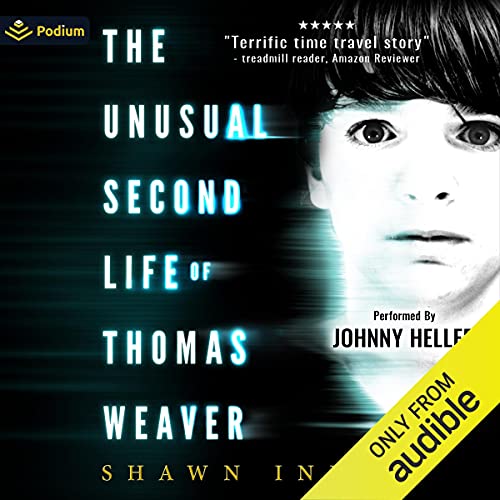 Podium
THE
UNUSUAL
SECOND
LIFE OF
THOMAS
WEAVER
SHAWN
"Terrific time travel story"
- treadmill reader, Amazon Reviewer
Performed By
JOHNNY HELLER
ONLY FROM
audible